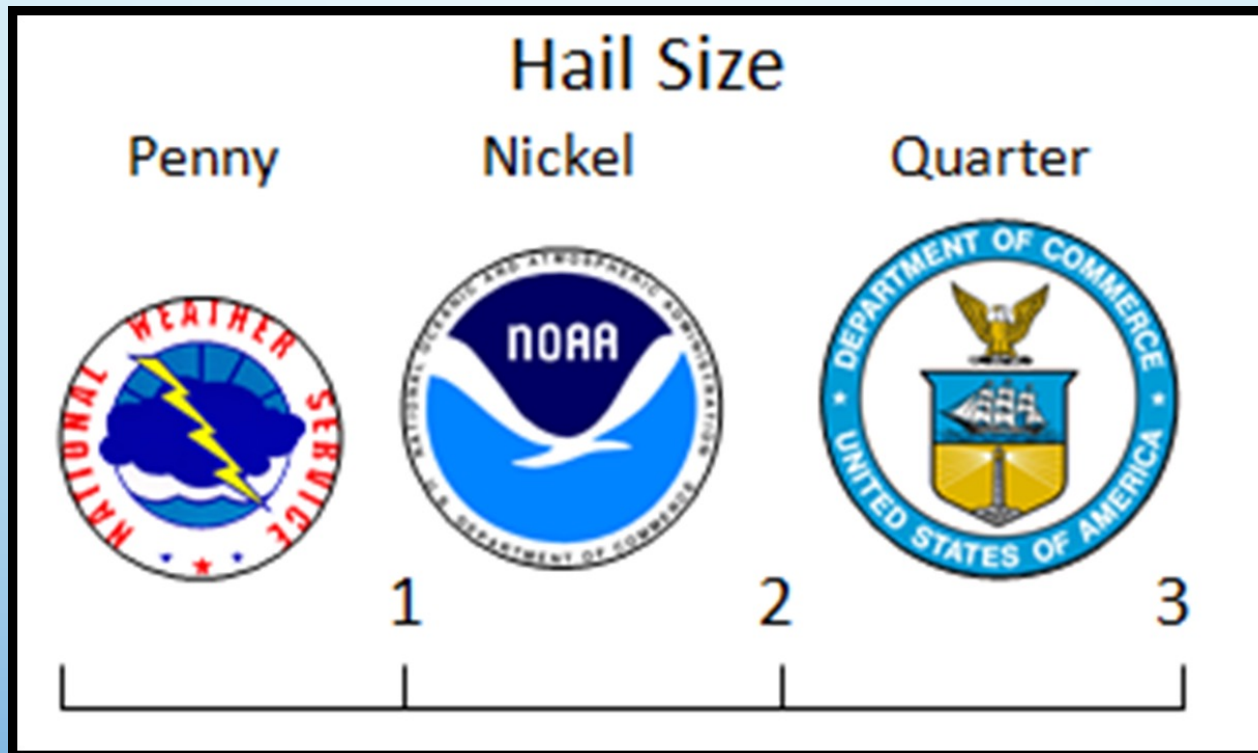 Hail Size
Penny
Nickel
Quarter
NATIONAL WEATHER SERVICE
NATIONAL OCEANIC AND ATMOSPHERIC ADMINISTRATION
NOAA
U.S. DEPARTMENT OF COMMERCE
DEPARTMENT OF COMMERCE
UNITED STATES OF AMERICA
1
2
3